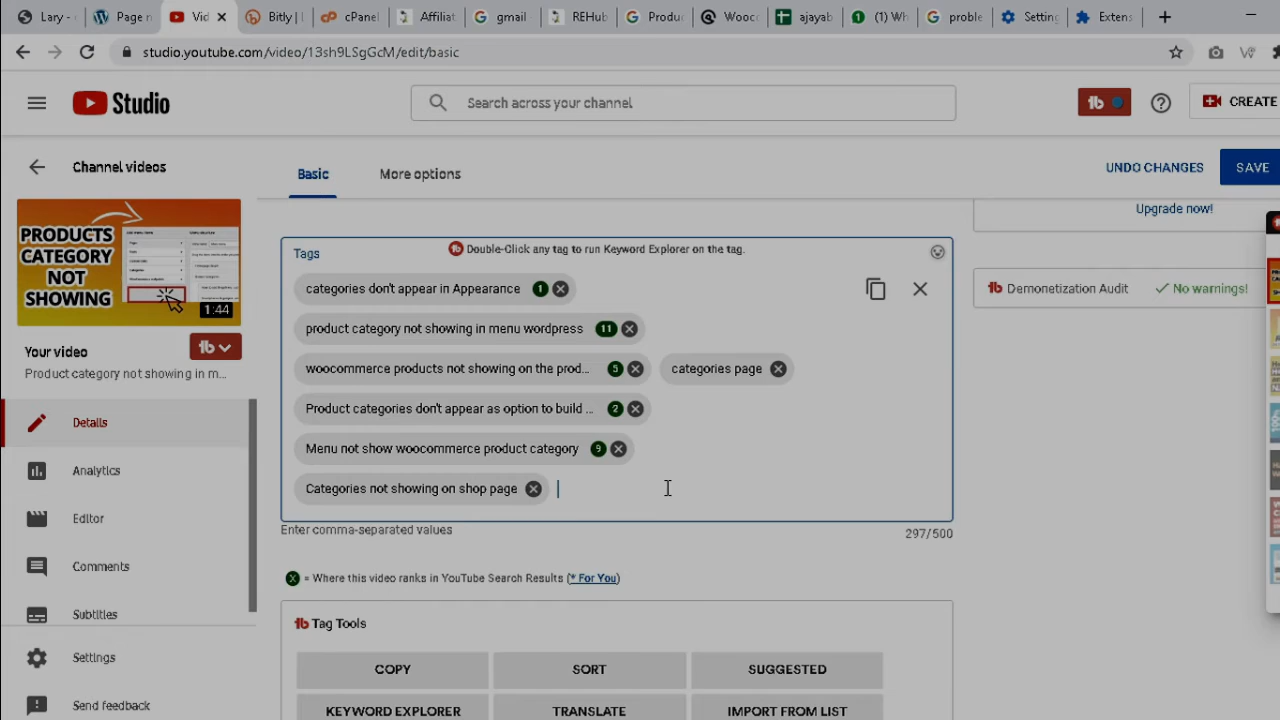 Lary - 
Page n
Vid
Bitly |
cPanel
Affiliat
gmail
REHub
Produc
Wooco
ajayab
(1) Wh
proble
Setting
Extens
studio.youtube.com/video/13sh9LSgGcM/edit/basic
Studio
Search across your channel
CREATE
Channel videos
Basic
More options
UNDO CHANGES
SAVE
Upgrade now!
PRODUCTS
CATEGORY
NOT
SHOWING
1:44
Tags
Double-Click any tag to run Keyword Explorer on the tag.
categories don't appear in Appearance 1
product category not showing in menu wordpress 11
woocommerce products not showing on the prod... 5
categories page
Product categories don't appear as option to build ... 2
Menu not show woocommerce product category 9
Categories not showing on shop page
Enter comma-separated values
297/500
tb Demonetization Audit
No warnings!
Your video
tb
Product category not showing in m...
Details
Analytics
Editor
Comments
Subtitles
Settings
Send feedback
X = Where this video ranks in YouTube Search Results (* For You)
tb Tag Tools
COPY
SORT
SUGGESTED
KEYWORD EXPLORER
TRANSLATE
IMPORT FROM LIST